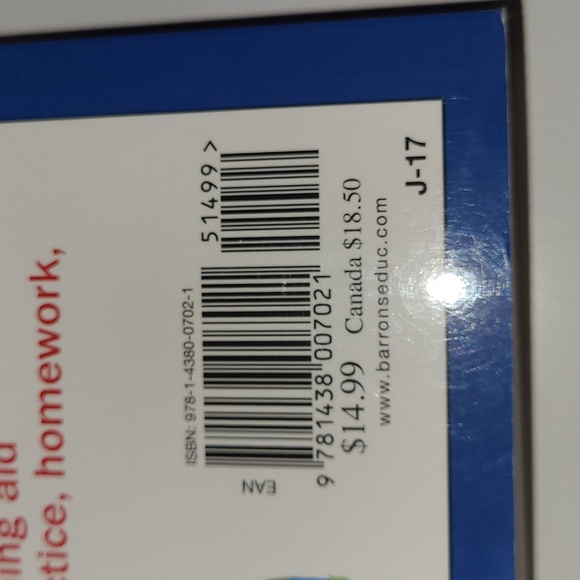 ing aid
ctice, homework,
ISBN: 978-1-4380-0702-1
EAN
51499 >
9 781438 007021
$14.99 Canada $18.50
www.barronseduc.com
J-17